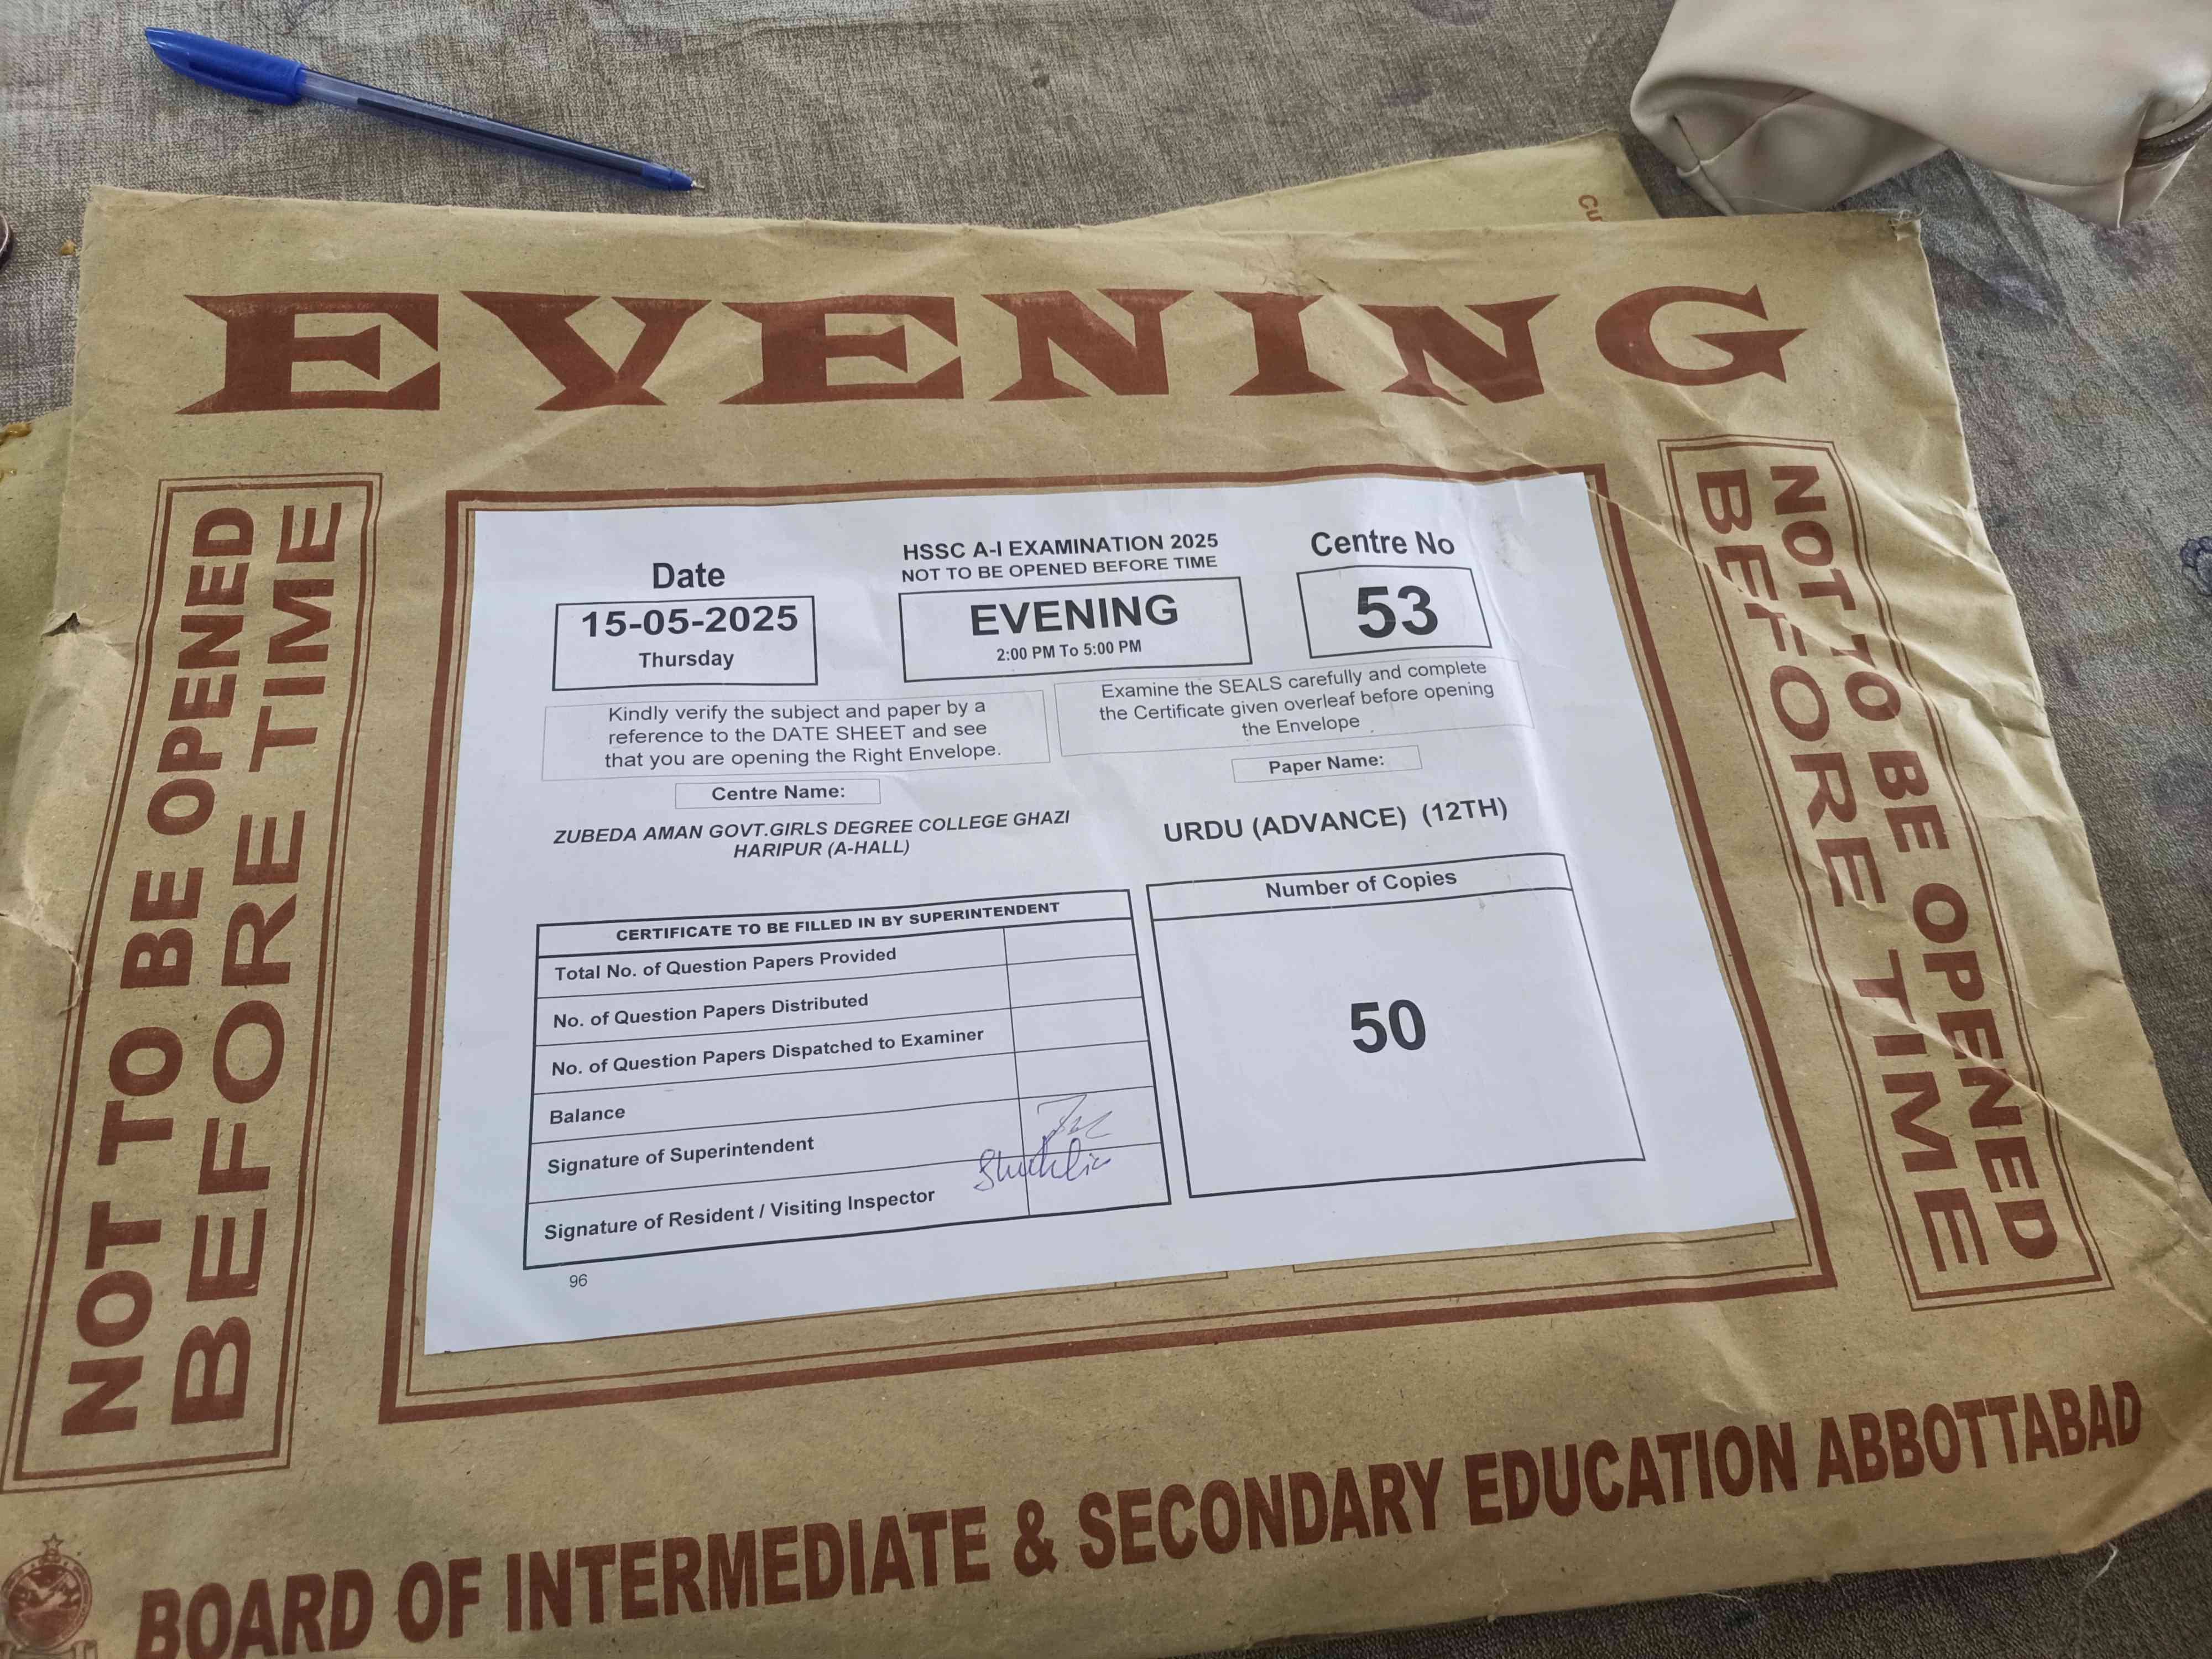 Cu
EVENING
NOT TO BE OPENED
BEFORE TIME
NOT TO BE OPENED
BEFORE TIME
Date
15-05-2025
Thursday
HSSC A-I EXAMINATION 2025
NOT TO BE OPENED BEFORE TIME
EVENING
2:00 PM To 5:00 PM
Centre No
53
Kindly verify the subject and paper by a
reference to the DATE SHEET and see
that you are opening the Right Envelope.
Examine the SEALS carefully and complete
the Certificate given overleaf before opening
the Envelope
Centre Name:
Paper Name:
ZUBEDA AMAN GOVT.GIRLS DEGREE COLLEGE GHAZI
HARIPUR (A-HALL)
URDU (ADVANCE) (12TH)
CERTIFICATE TO BE FILLED IN BY SUPERINTENDENT
Total No. of Question Papers Provided
No. of Question Papers Distributed
No. of Question Papers Dispatched to Examiner
Balance
Signature of Superintendent
Signature of Resident / Visiting Inspector
Number of Copies
50
96
BOARD OF INTERMEDIATE & SECONDARY EDUCATION ABBOTTABAD